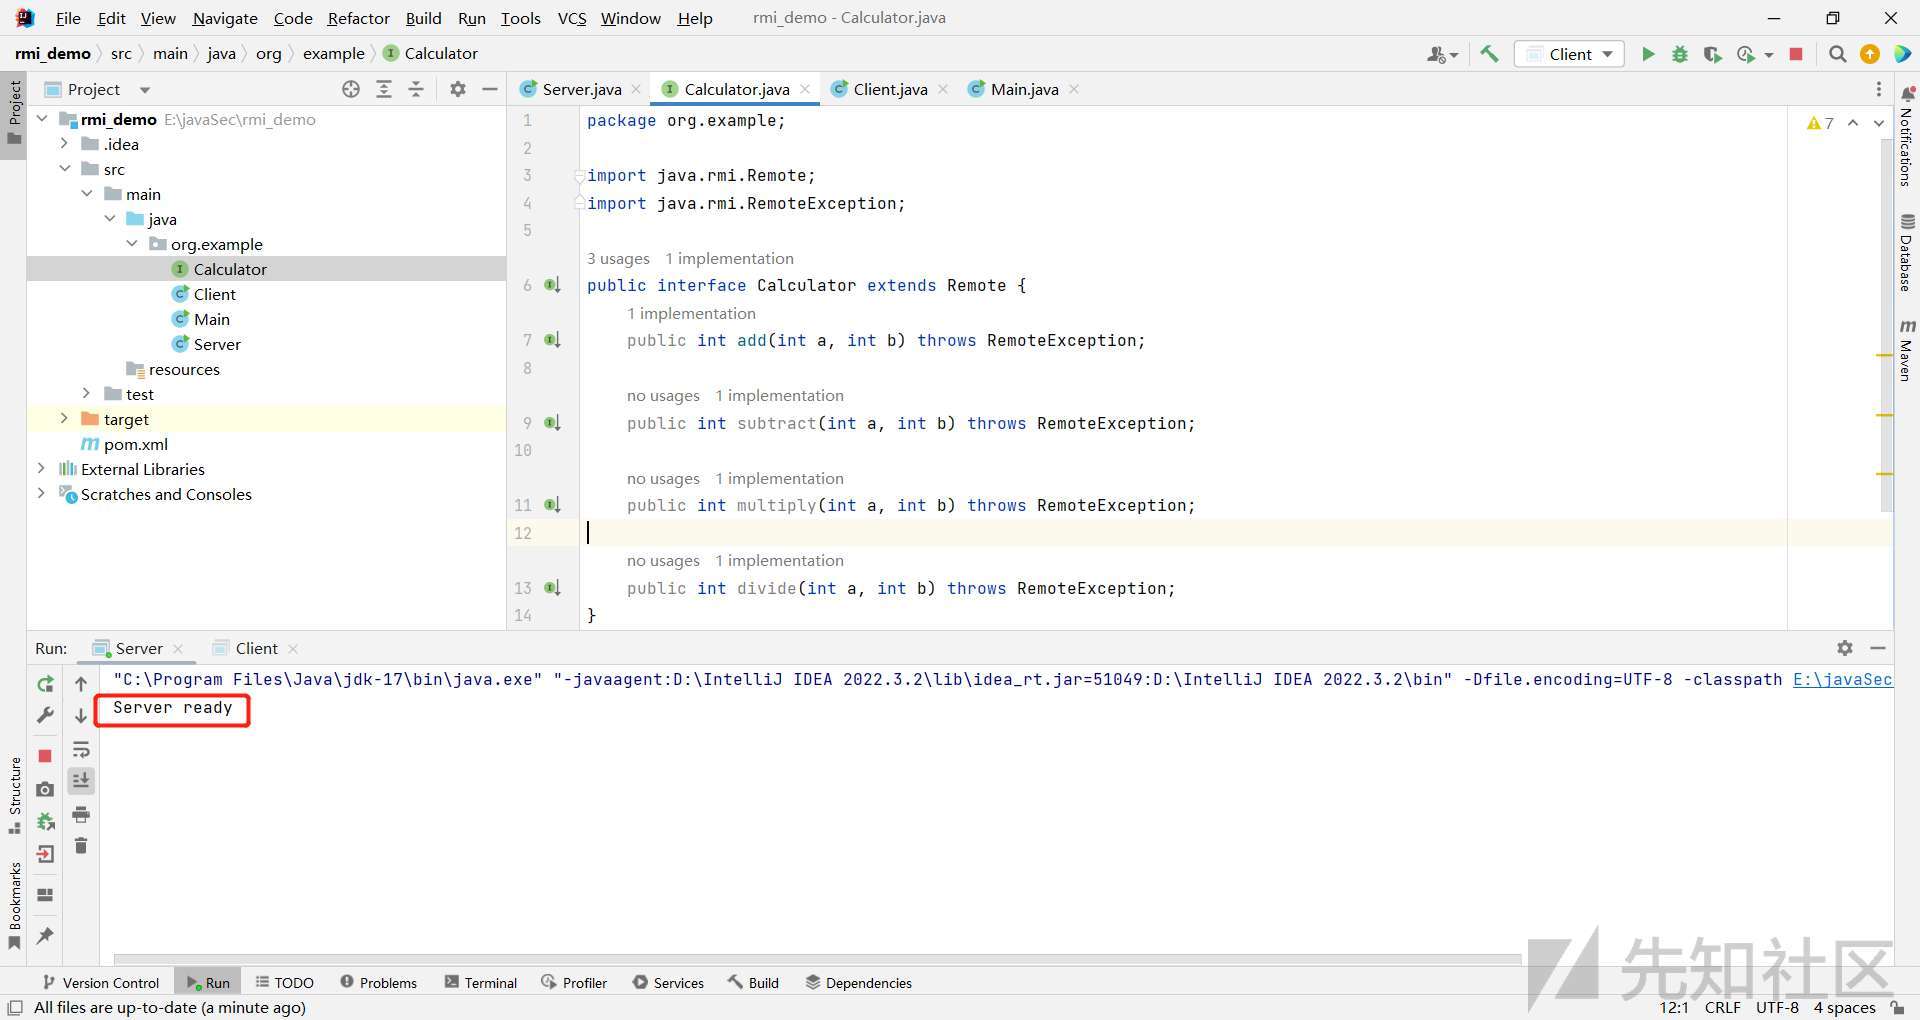 File Edit View Navigate Code Refactor Build Run Tools VCS Window Help rmi_demo - Calculator.java
rmi_demo src main java org example Calculator
Client
Project
Server.java Calculator.java Client.java Main.java
Project
rmi_demo E:\javaSec\rmi_demo
.idea
src
main
java
org.example
Calculator
Client
Main
Server
resources
test
target
pom.xml
External Libraries
Scratches and Consoles
1 package org.example;
2
3 import java.rmi.Remote;
4 import java.rmi.RemoteException;
5
3 usages 1 implementation
6 public interface Calculator extends Remote {
1 implementation
7 public int add(int a, int b) throws RemoteException;
8
no usages 1 implementation
9 public int subtract(int a, int b) throws RemoteException;
10
no usages 1 implementation
11 public int multiply(int a, int b) throws RemoteException;
12
no usages 1 implementation
13 public int divide(int a, int b) throws RemoteException;
14 }
7
Notifications
Database
Maven
Run: Server Client
"C:\Program Files\Java\jdk-17\bin\java.exe" "-javaagent:D:\IntelliJ IDEA 2022.3.2\lib\idea_rt.jar=51049:D:\IntelliJ IDEA 2022.3.2\bin" -Dfile.encoding=UTF-8 -classpath E:\javaSec
Server ready
Structure
Bookmarks
Version Control Run TODO Problems Terminal Profiler Services Build Dependencies
All files are up-to-date (a minute ago)
12:1 CRLF UTF-8 4 spaces
先知社区